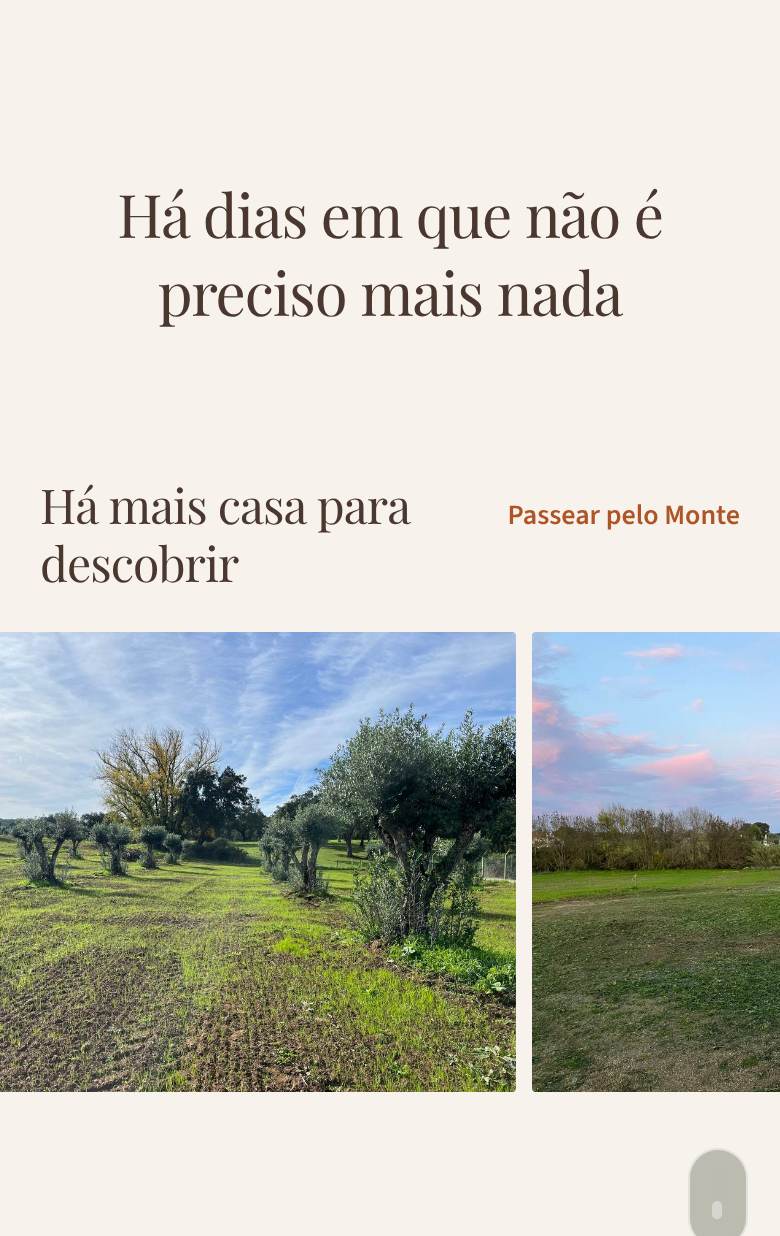 Há dias em que não é
preciso mais nada
Há mais casa para
descobrir
Passear pelo Monte